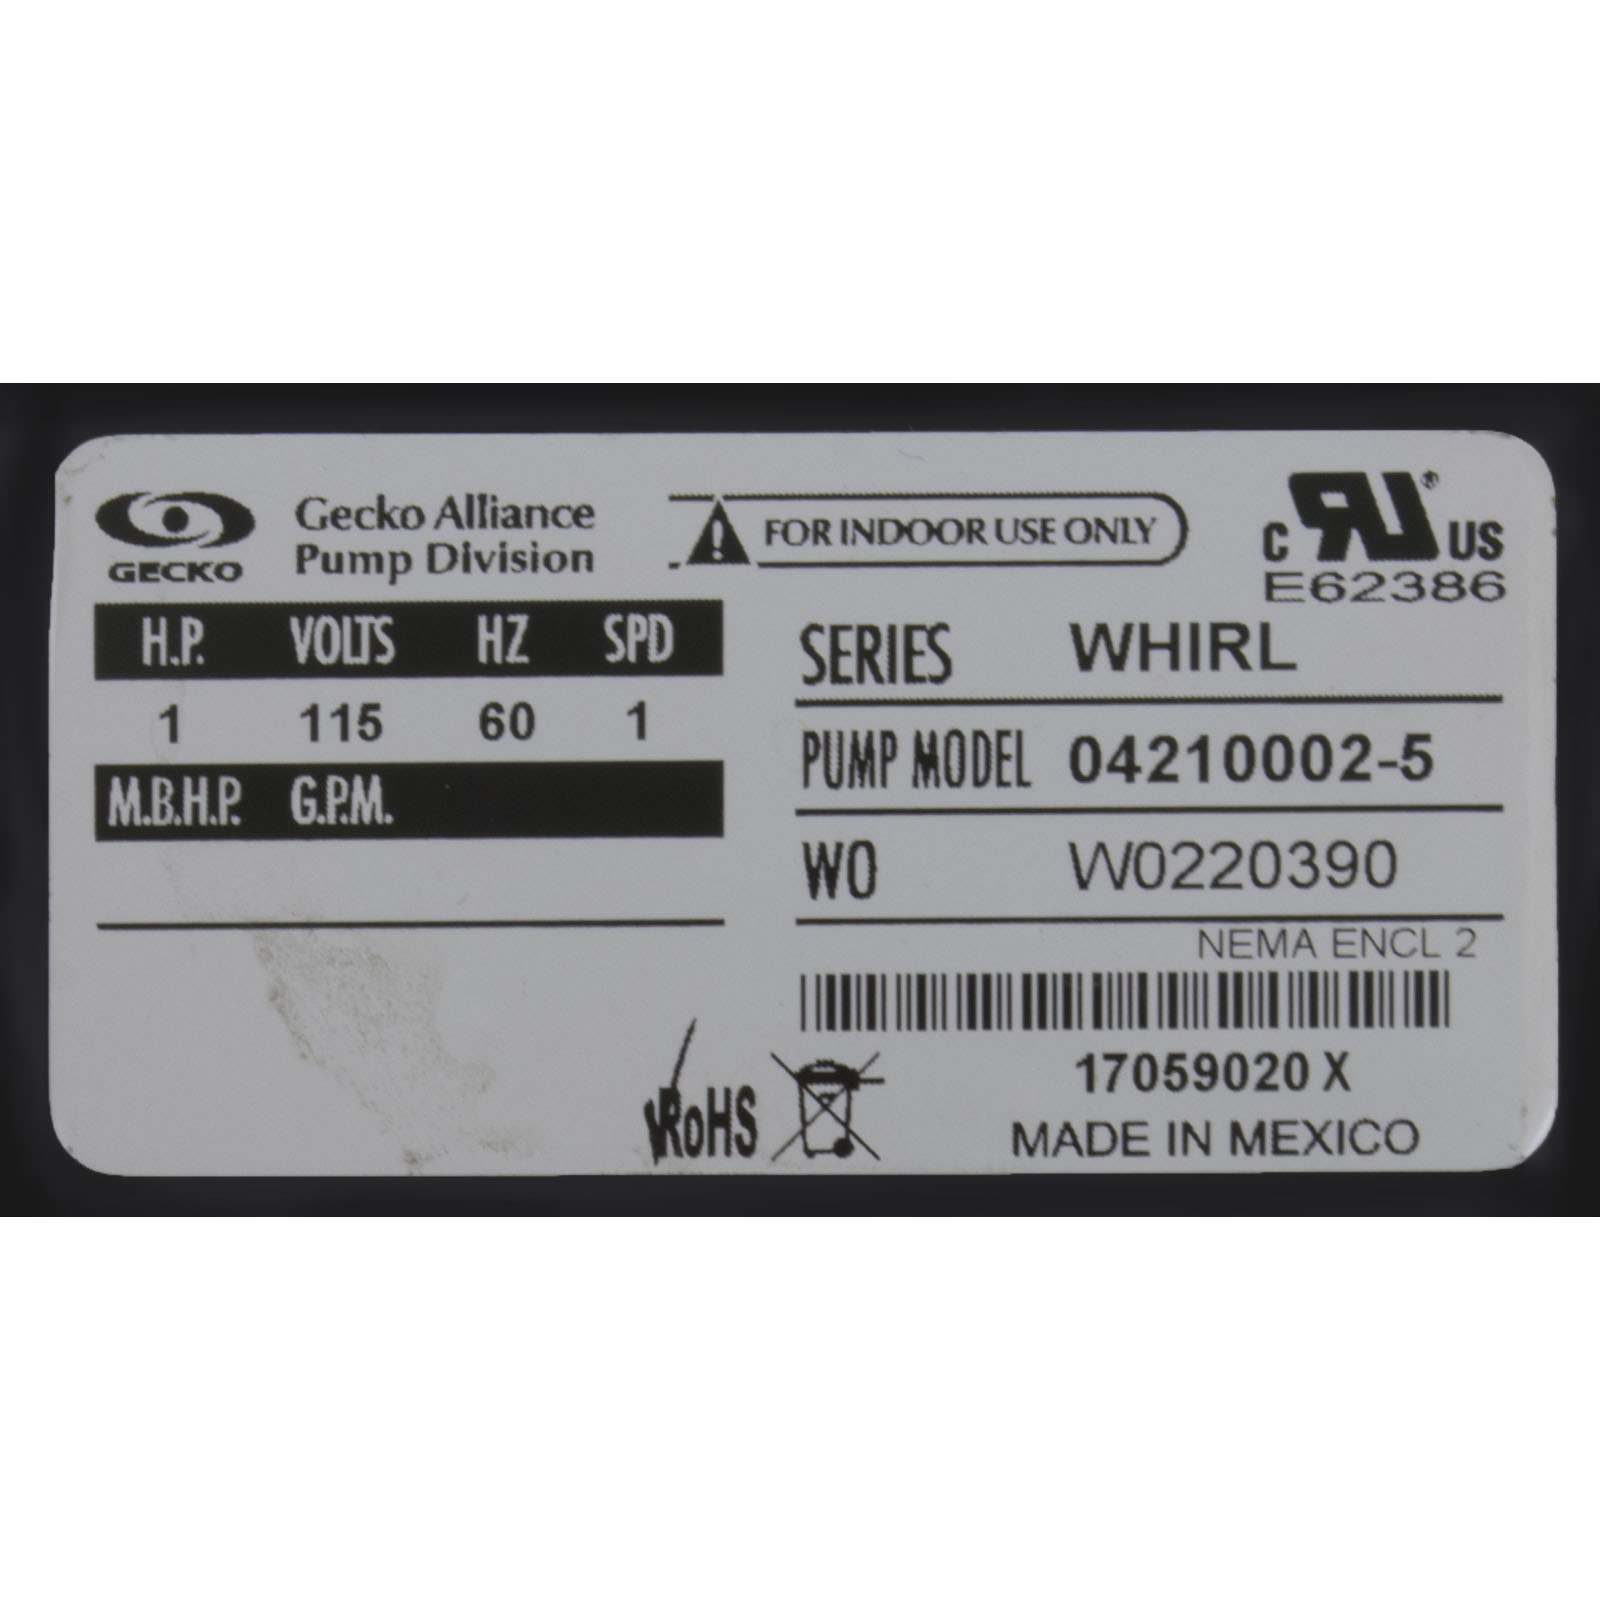 GECKO
Gecko Alliance
Pump Division
FOR INDOOR USE ONLY
C RU® US
E62386
H.P. VOLTS HZ SPD
1 115 60 1
M.B.H.P. G.P.M.
SERIES WHIRL
PUMP MODEL 04210002-5
WO W0220390
NEMA ENCL 2
17059020 X
RoHS
MADE IN MEXICO